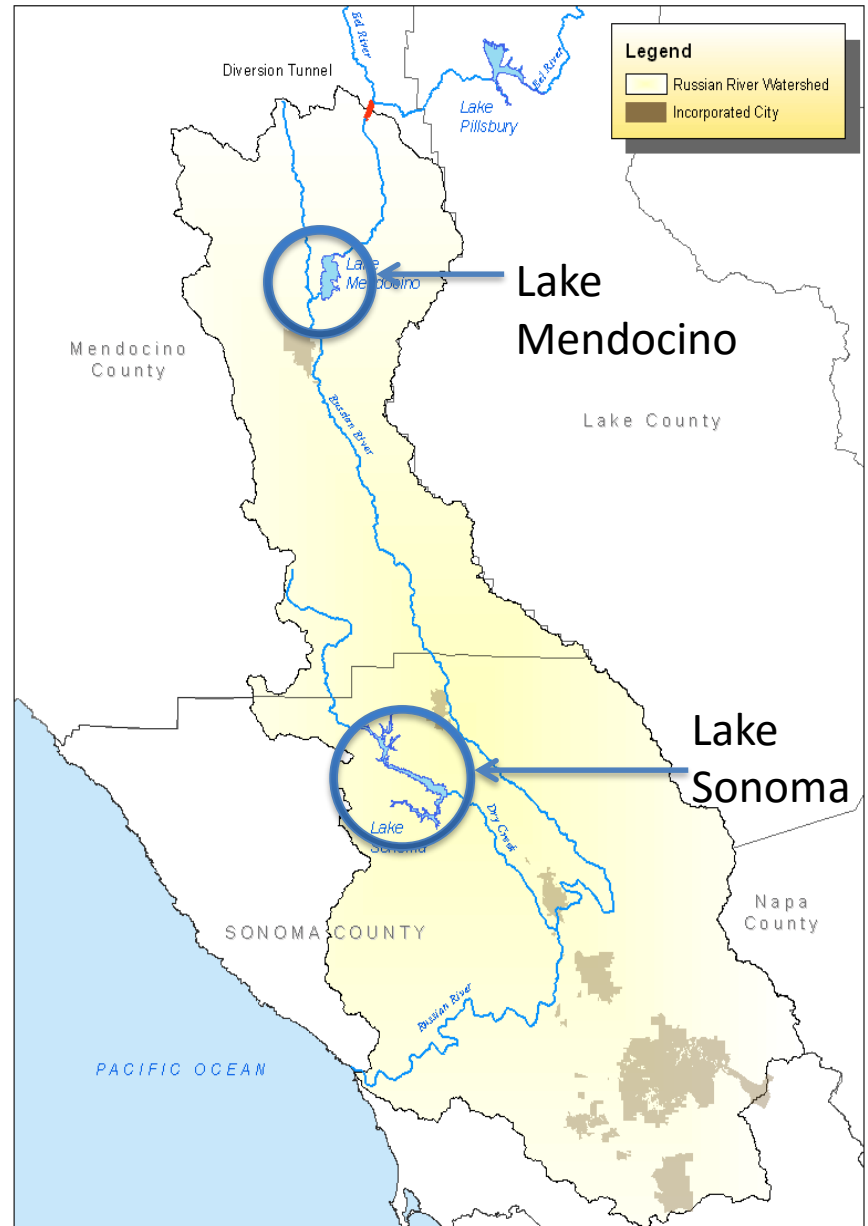 Eel River
Legend
Russian River Watershed
Incorporated City
Diversion Tunnel
Eel River
Lake
Pillsbury
Lake
Mendocino
Lake
Mendocino
Mendocino
County
Russian River
Lake County
Lake
Sonoma
Lake
Sonoma
Dry Creek
Napa
County
SONOMA COUNTY
Russian River
PACIFIC OCEAN